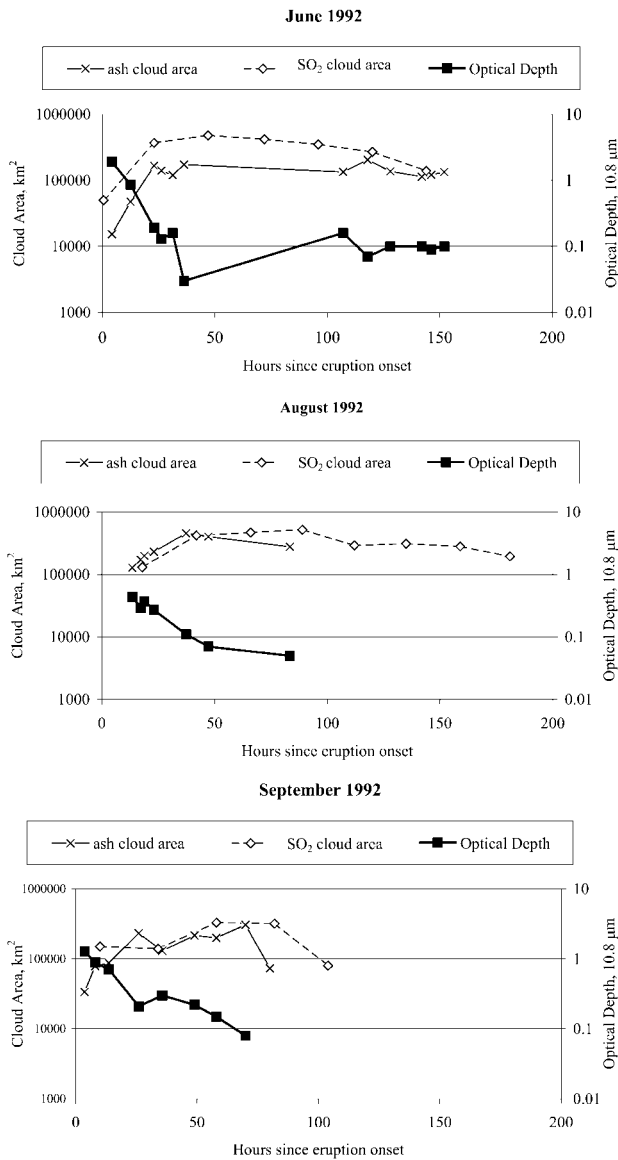 June 1992
ash cloud area SO₂ cloud area Optical Depth
1000000
100000
10000
1000
Cloud Area, km²
10
1
0.1
0.01
Optical Depth, 10.8 µm
0 50 100 150 200
Hours since eruption onset
August 1992
ash cloud area SO₂ cloud area Optical Depth
1000000
100000
10000
1000
Cloud Area, km²
10
1
0.1
0.01
Optical Depth, 10.8 µm
0 50 100 150 200
Hours since eruption onset
September 1992
ash cloud area SO₂ cloud area Optical Depth
1000000
100000
10000
1000
Cloud Area, km²
10
1
0.1
0.01
Optical Depth, 10.8 µm
0 50 100 150 200
Hours since eruption onset